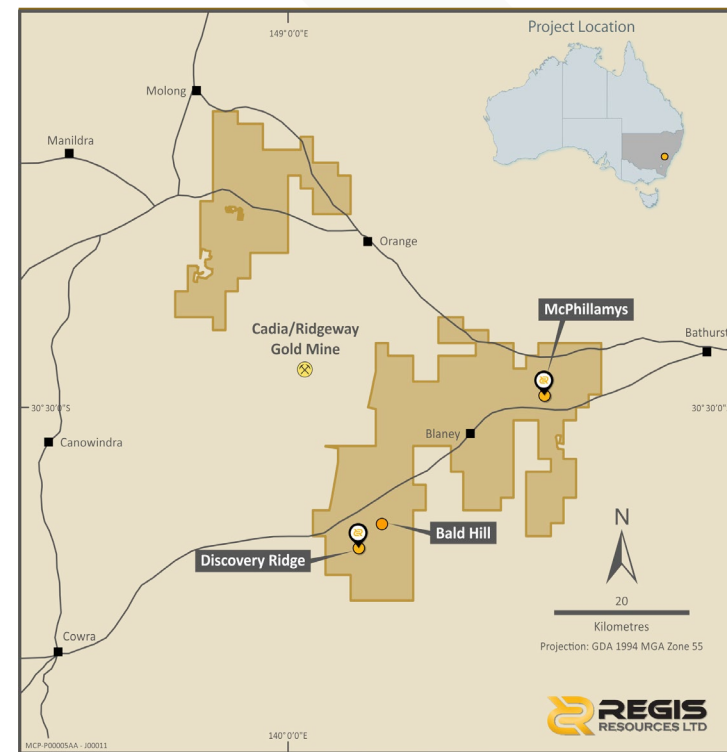 149° 0'0"E
Project Location
Molong
Manildra
Orange
McPhillamys
Cadia/Ridgeway
Gold Mine
Bathurst
30°30'0"S
30°30'0"
Canowindra
Blaney
N
Bald Hill
Discovery Ridge
20
Kilometres
Projection: GDA 1994 MGA Zone 55
Cowra
REGIS
RESOURCES LTD
140° 0'0"E
MCP-P00005AA - J00011